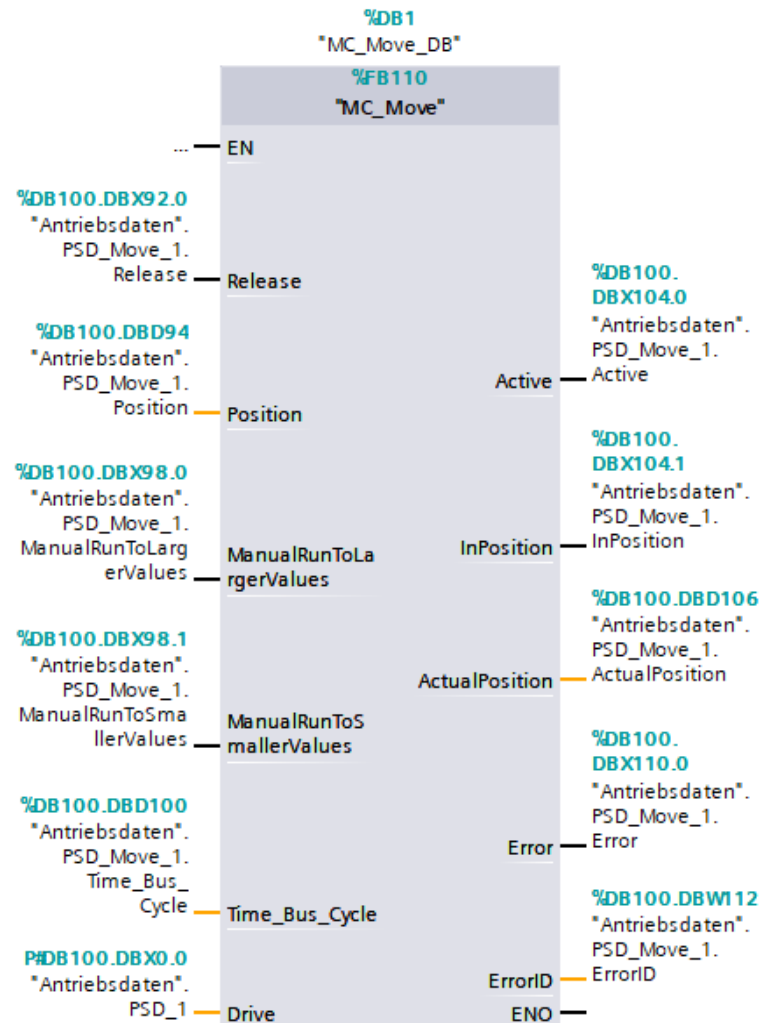 %DB1
"MC_Move_DB"
%FB110
"MC_Move"
... EN
%DB100.DBX92.0
"Antriebsdaten".
PSD_Move_1.
Release
Release
%DB100.DBD94
"Antriebsdaten".
PSD_Move_1.
Position
Position
%DB100.DBX98.0
"Antriebsdaten".
PSD_Move_1.
ManualRunToLarg
erValues
ManualRunToLa
rgerValues
%DB100.DBX98.1
"Antriebsdaten".
PSD_Move_1.
ManualRunToSma
llerValues
ManualRunToS
mallerValues
%DB100.DBD100
"Antriebsdaten".
PSD_Move_1.
Time_Bus_
Cycle
Time_Bus_Cycle
P#DB100.DBX0.0
"Antriebsdaten".
PSD_1
Drive
%DB100.
DBX104.0
"Antriebsdaten".
PSD_Move_1.
Active
Active
%DB100.
DBX104.1
"Antriebsdaten".
PSD_Move_1.
InPosition
InPosition
%DB100.DBD106
"Antriebsdaten".
PSD_Move_1.
ActualPosition
ActualPosition
%DB100.
DBX110.0
"Antriebsdaten".
PSD_Move_1.
Error
Error
%DB100.DBW112
"Antriebsdaten".
PSD_Move_1.
ErrorID
ErrorID
ENO